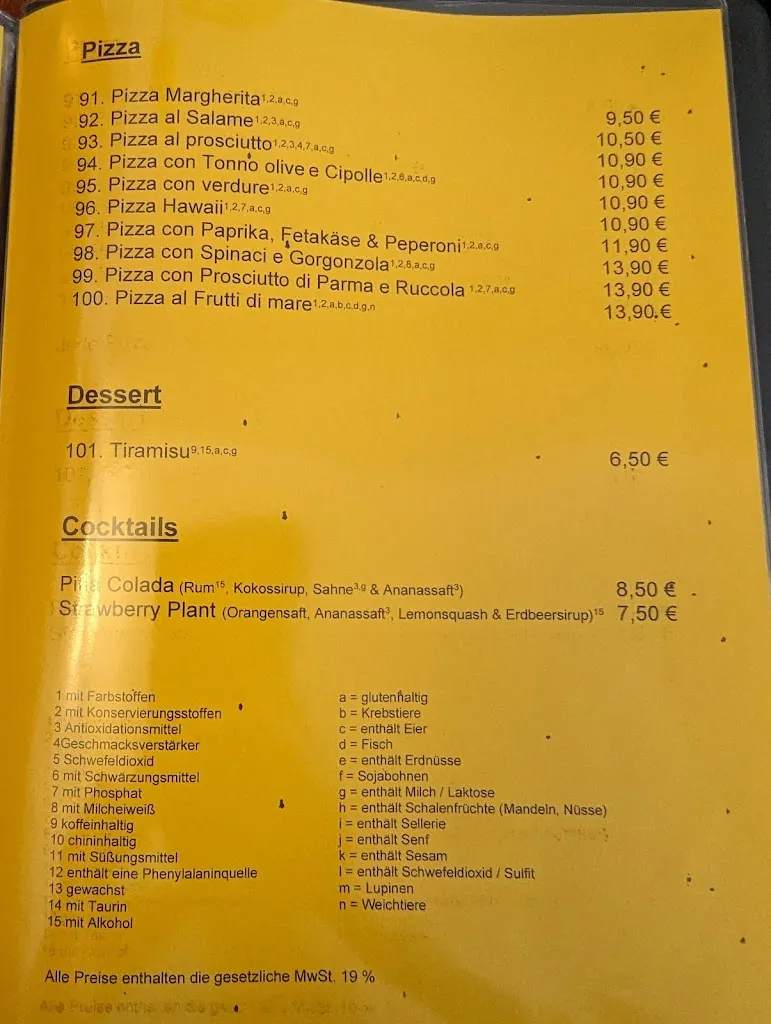 Pizza
91. Pizza Margherita1,2,a,c,g 9,50 €
92. Pizza al Salame1,2,3,a,c,g 10,50 €
93. Pizza al prosciutto1,2,3,4,7,a,c,g 10,90 €
94. Pizza con Tonno olive e Cipolle1,2,6,a,c,d,g 10,90 €
95. Pizza con verdure1,2,a,c,g 10,90 €
96. Pizza Hawaii1,2,7,a,c,g 10,90 €
97. Pizza con Paprika, Fetakäse & Peperoni1,2,a,c,g 11,90 €
98. Pizza con Spinaci e Gorgonzola1,2,8,a,c,g 13,90 €
99. Pizza con Prosciutto di Parma e Ruccola 1,2,7,a,c,g 13,90 €
100. Pizza al Frutti di mare1,2,a,b,c,d,g,n 13,90 €
Dessert
101. Tiramisu9,15,a,c,g 6,50 €
Cocktails
Piña Colada (Rum15, Kokossirup, Sahne3,g & Ananassaft3) 8,50 €
Strawberry Plant (Orangensaft, Ananassaft3, Lemonsquash & Erdbeersirup)15 7,50 €
1 mit Farbstoffen
2 mit Konservierungsstoffen
3 Antioxidationsmittel
4Geschmacksverstärker
5 Schwefeldioxid
6 mit Schwärzungsmittel
7 mit Phosphat
8 mit Milcheiweiß
9 koffeinhaltig
10 chininhaltig
11 mit Süßungsmittel
12 enthält eine Phenylalaninquelle
13 gewachst
14 mit Taurin
15 mit Alkohol
a = glutenhaltig
b = Krebstiere
c = enthält Eier
d = Fisch
e = enthält Erdnüsse
f = Sojabohnen
g = enthält Milch / Laktose
h = enthält Schalenfrüchte (Mandeln, Nüsse)
i = enthält Sellerie
j = enthält Senf
k = enthält Sesam
l = enthält Schwefeldioxid / Sulfit
m = Lupinen
n = Weichtiere
Alle Preise enthalten die gesetzliche MwSt. 19 %